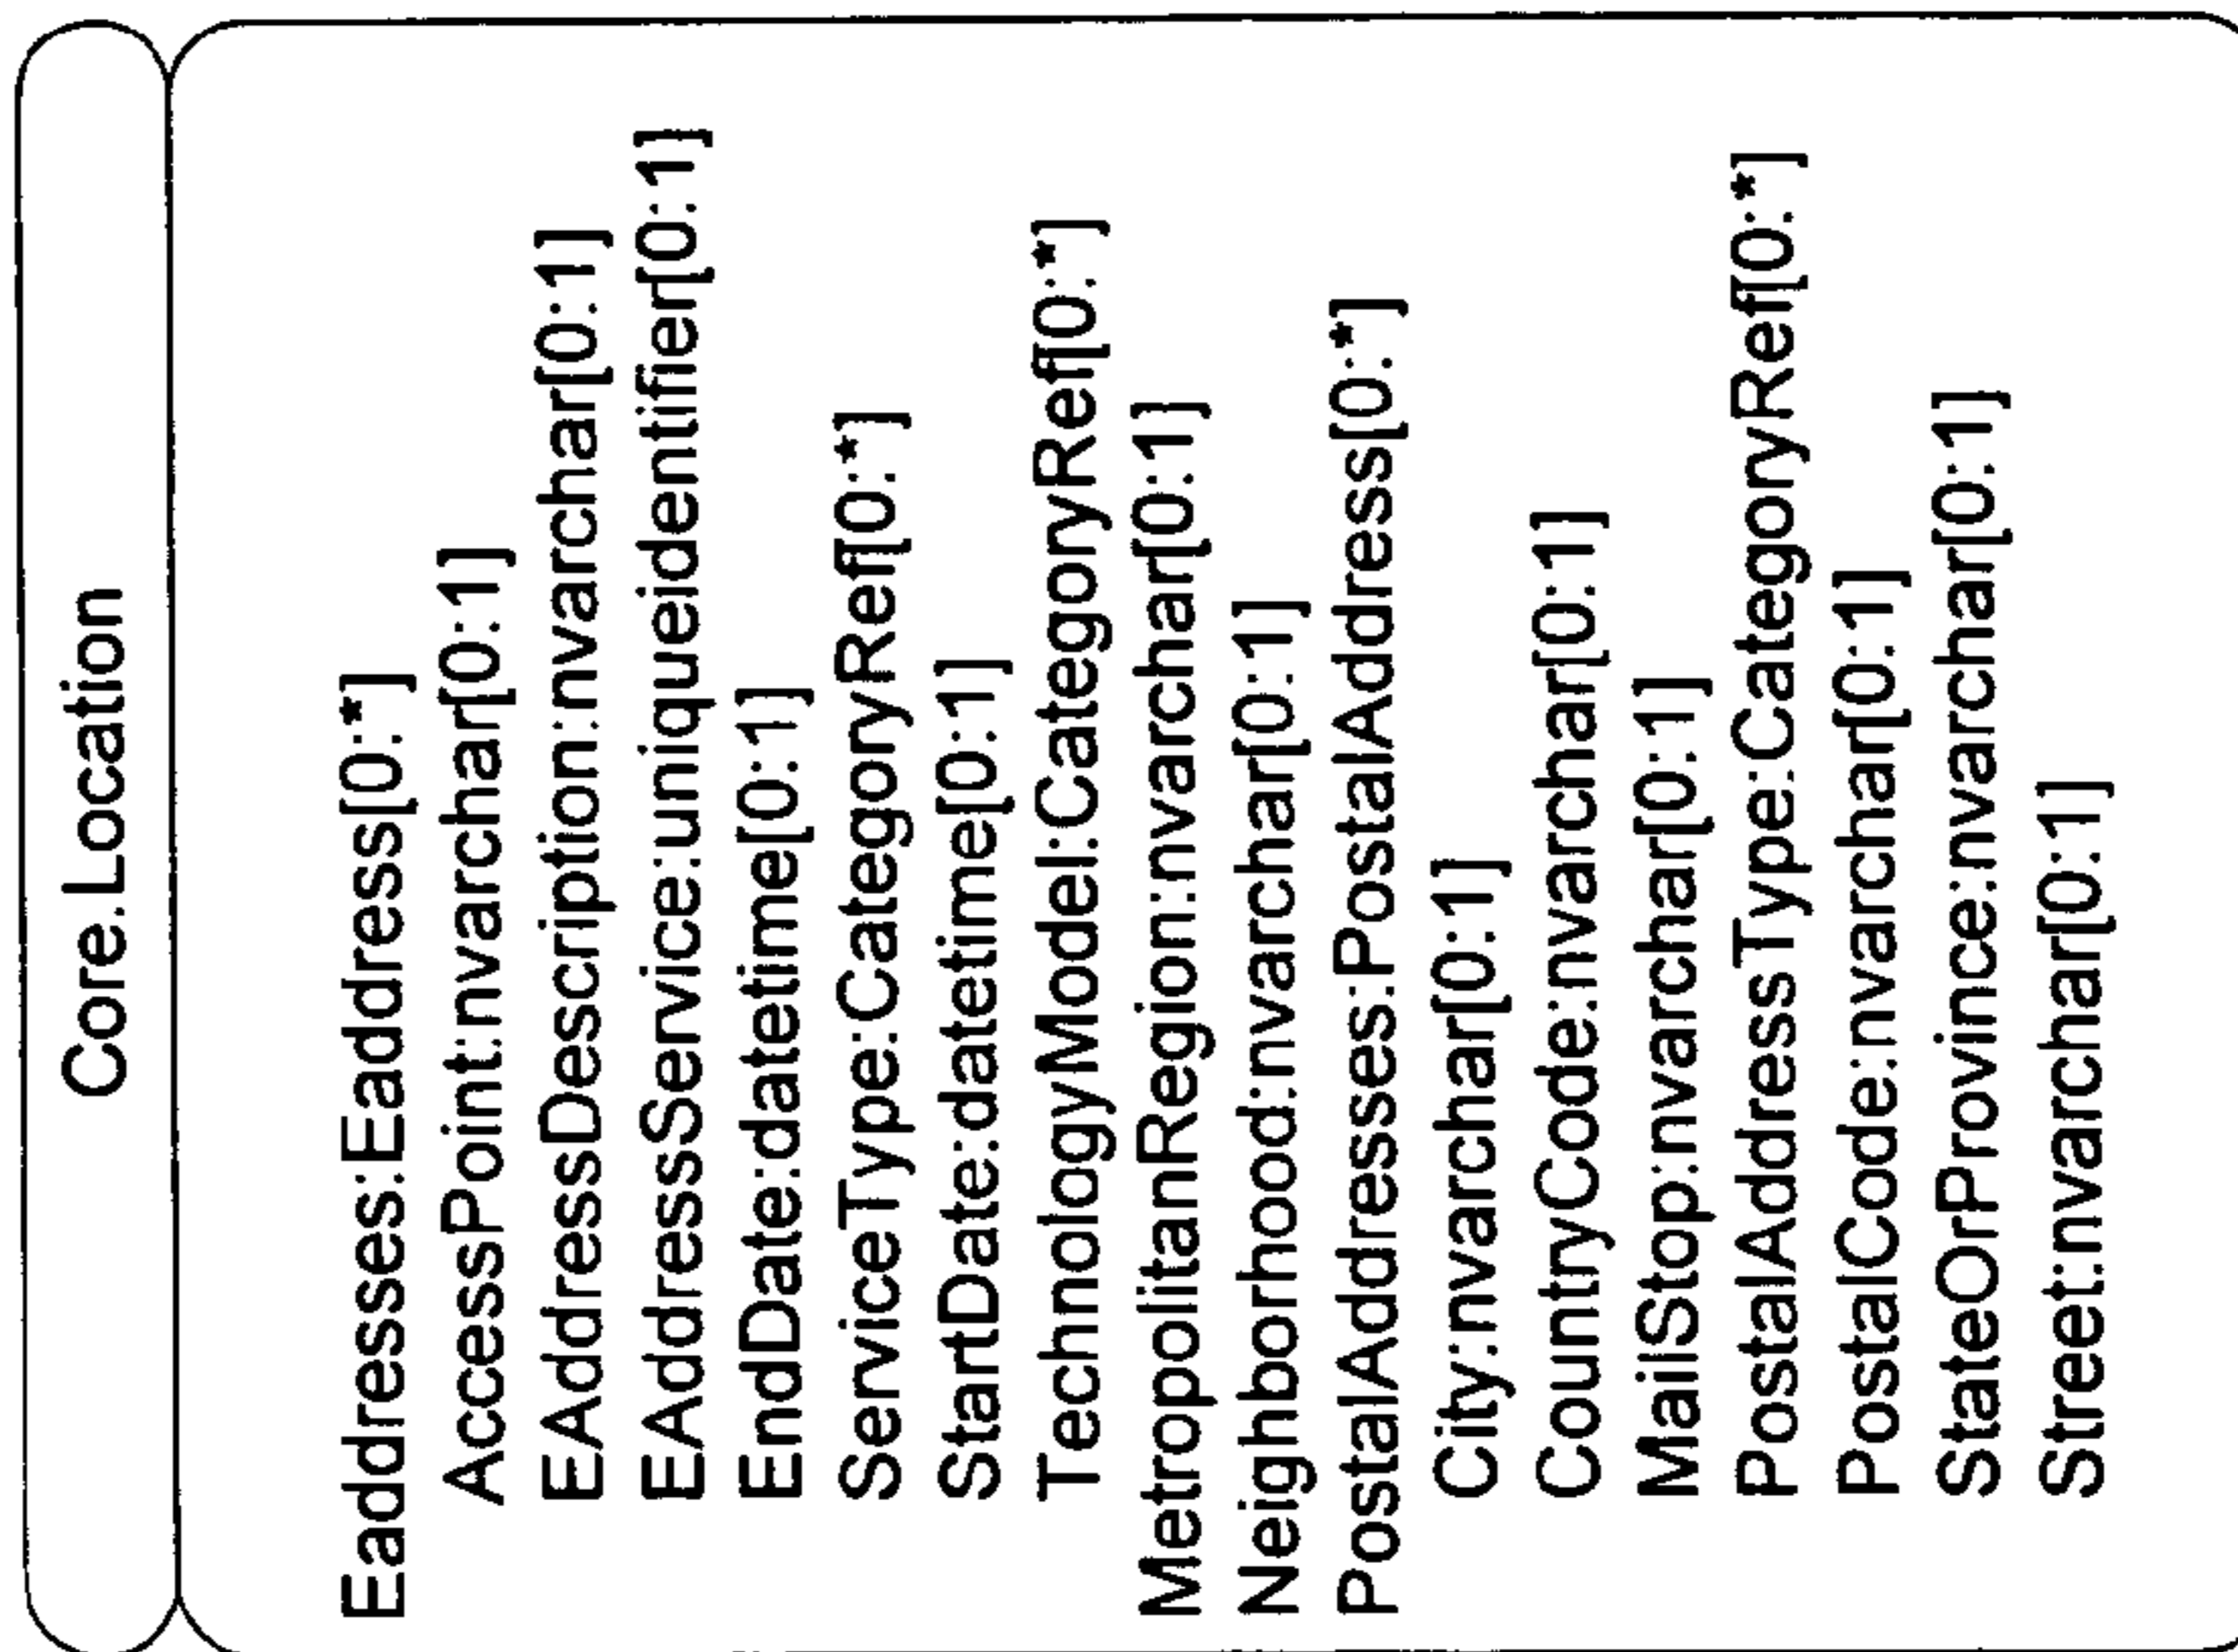 Core.Location
Eaddresses:Eaddress[0:*]
AccessPoint:nvarchar[0:1]
EAddressDescription:nvarchar[0:1]
EAddressService:uniqueidentifier[0:1]
EndDate:datetime[0:1]
ServiceType:CategoryRef[0:*]
StartDate:datetime[0:1]
TechnologyModel:CategoryRef[0:*]
MetropolitanRegion:nvarchar[0:1]
Neighborhood:nvarchar[0:1]
PostalAddresses:PostalAddress[0:*]
City:nvarchar[0:1]
CountryCode:nvarchar[0:1]
MailStop:nvarchar[0:1]
PostalAddressType:CategoryRef[0:*]
PostalCode:nvarchar[0:1]
StateOrProvince:nvarchar[0:1]
Street:nvarchar[0:1]